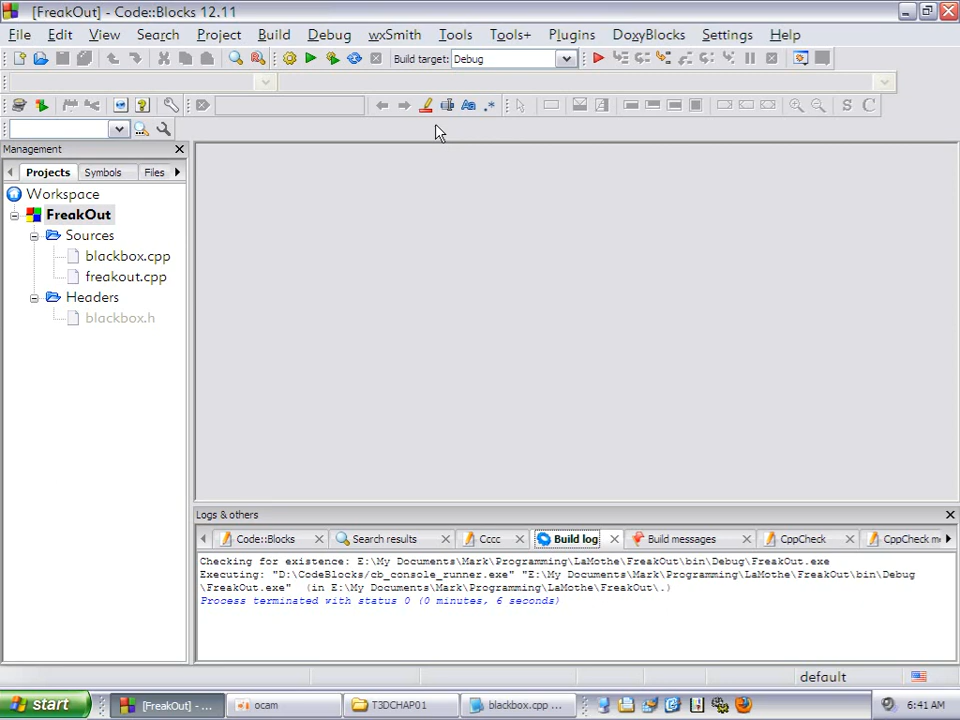 [FreakOut] - Code::Blocks 12.11
File Edit View Search Project Build Debug wxSmith Tools Tools+ Plugins DoxyBlocks Settings Help
Build target: Debug
S C
Management
Projects Symbols Files
Workspace
FreakOut
Sources
blackbox.cpp
freakout.cpp
Headers
blackbox.h
Logs & others
Code::Blocks Search results Cccc Build log Build messages CppCheck CppCheck me
Checking for existence: E:\My Documents\Mark\Programming\LaMothe\FreakOut\bin\Debug\FreakOut.exe
Executing: "D:\CodeBlocks/cb_console_runner.exe" "E:\My Documents\Mark\Programming\LaMothe\FreakOut\bin\Debug
\FreakOut.exe"  (in E:\My Documents\Mark\Programming\LaMothe\FreakOut\.)
Process terminated with status 0 (0 minutes, 6 seconds)
default
start [FreakOut] - ... ocam T3DCHAP01 blackbox.cpp ... 6:41 AM